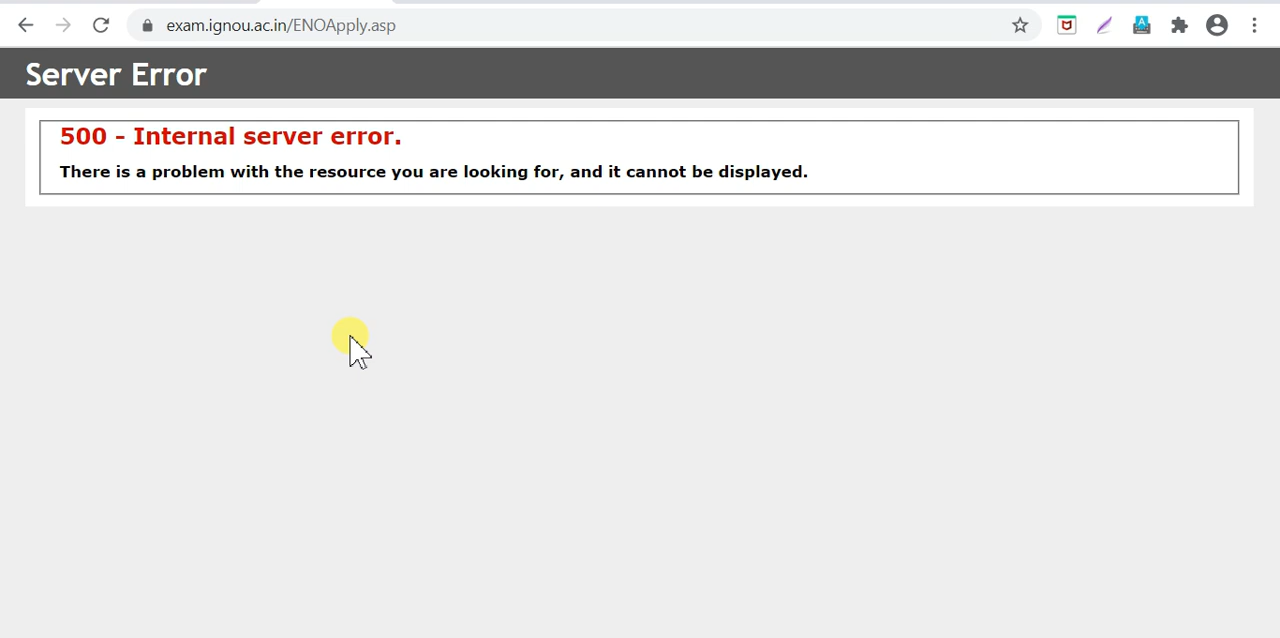 exam.ignou.ac.in/ENOApply.asp
Server Error
500 - Internal server error.
There is a problem with the resource you are looking for, and it cannot be displayed.